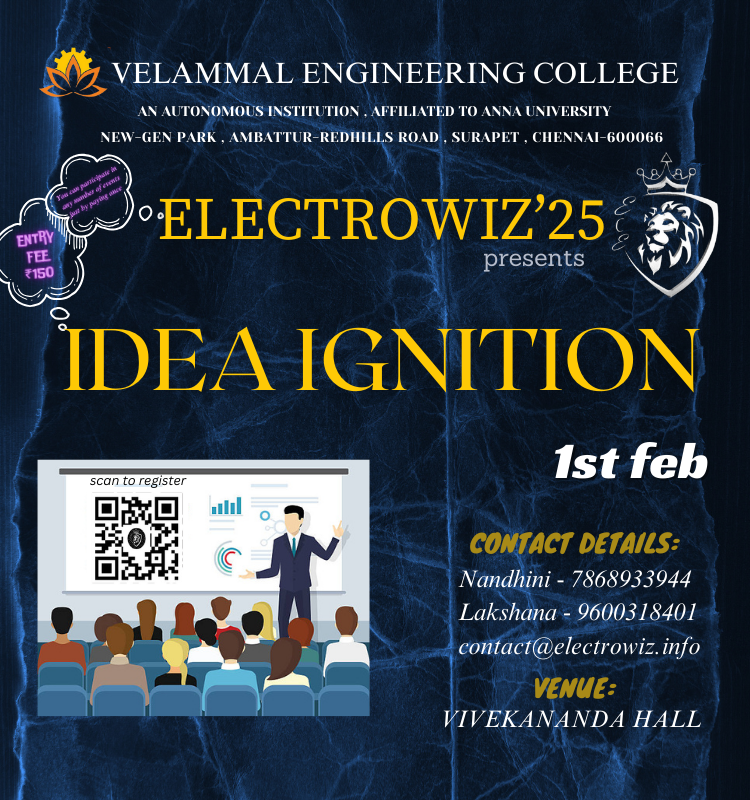 VELAMMAL ENGINEERING COLLEGE
AN AUTONOMOUS INSTITUTION , AFFILIATED TO ANNA UNIVERSITY
NEW-GEN PARK , AMBATTUR-REDHILLS ROAD , SURAPET , CHENNAI-600066
You can participate in
any number of events
just by paying once
ENTRY
FEE
₹150
ELECTROWIZ'25
presents
IDEA IGNITION
1st feb
scan to register
CONTACT DETAILS:
Nandhini - 7868933944
Lakshana - 9600318401
contact@electrowiz.info
VENUE:
VIVEKANANDA HALL